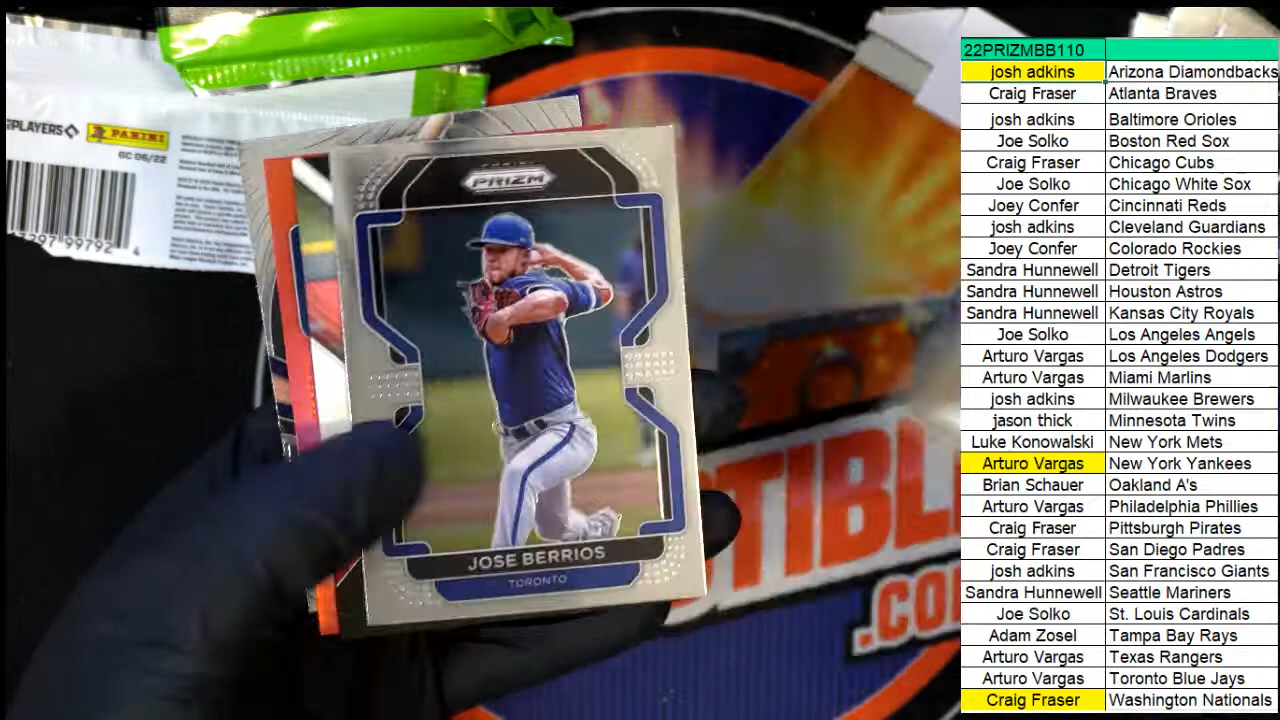 PLAYERS
PANINI
GC 06/22
97 99792 4
PRIZM
JOSE BERRIOS
TORONTO
TIBL
.CO
22PRIZMBB110
josh adkins Arizona Diamondbacks
Craig Fraser Atlanta Braves
josh adkins Baltimore Orioles
Joe Solko Boston Red Sox
Craig Fraser Chicago Cubs
Joe Solko Chicago White Sox
Joey Confer Cincinnati Reds
josh adkins Cleveland Guardians
Joey Confer Colorado Rockies
Sandra Hunnewell Detroit Tigers
Sandra Hunnewell Houston Astros
Sandra Hunnewell Kansas City Royals
Joe Solko Los Angeles Angels
Arturo Vargas Los Angeles Dodgers
Arturo Vargas Miami Marlins
josh adkins Milwaukee Brewers
jason thick Minnesota Twins
Luke Konowalski New York Mets
Arturo Vargas New York Yankees
Brian Schauer Oakland A's
Arturo Vargas Philadelphia Phillies
Craig Fraser Pittsburgh Pirates
Craig Fraser San Diego Padres
josh adkins San Francisco Giants
Sandra Hunnewell Seattle Mariners
Joe Solko St. Louis Cardinals
Adam Zosel Tampa Bay Rays
Arturo Vargas Texas Rangers
Arturo Vargas Toronto Blue Jays
Craig Fraser Washington Nationals